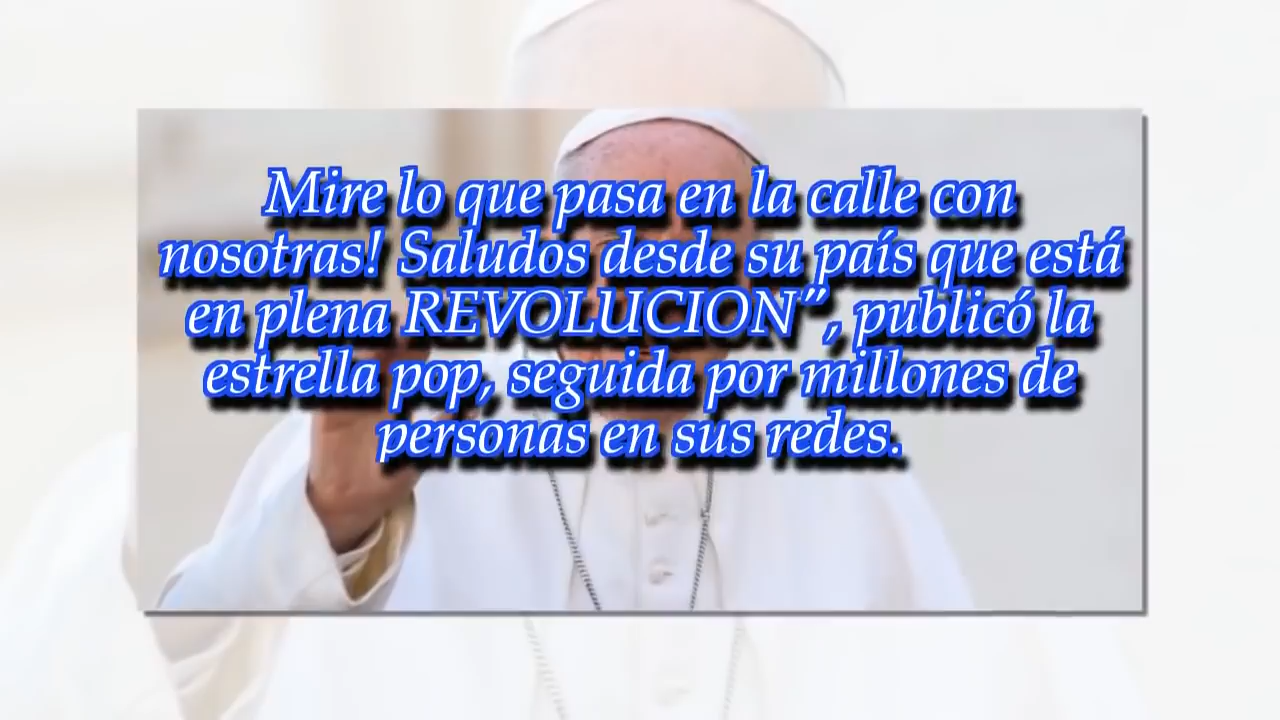 Mire lo que pasa en la calle con
nosotras! Saludos desde su país que está
en plena REVOLUCION”, publicó la
estrella pop, seguida por millones de
personas en sus redes.